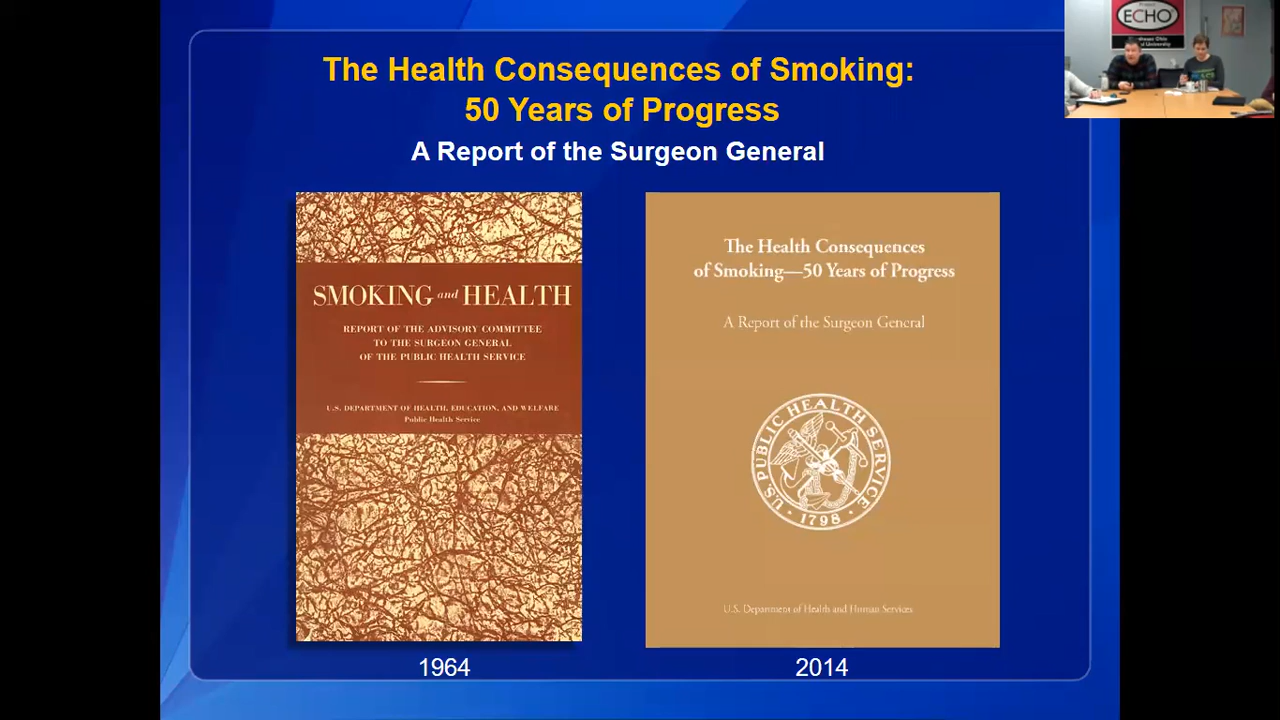 The Health Consequences of Smoking:
50 Years of Progress
A Report of the Surgeon General
SMOKING and HEALTH
REPORT OF THE ADVISORY COMMITTEE
TO THE SURGEON GENERAL
OF THE PUBLIC HEALTH SERVICE
U.S. DEPARTMENT OF HEALTH, EDUCATION, AND WELFARE
Public Health Service
1964
The Health Consequences
of Smoking—50 Years of Progress
A Report of the Surgeon General
U.S. PUBLIC HEALTH SERVICE
· 1798 ·
U.S. Department of Health and Human Services
2014
ECHO